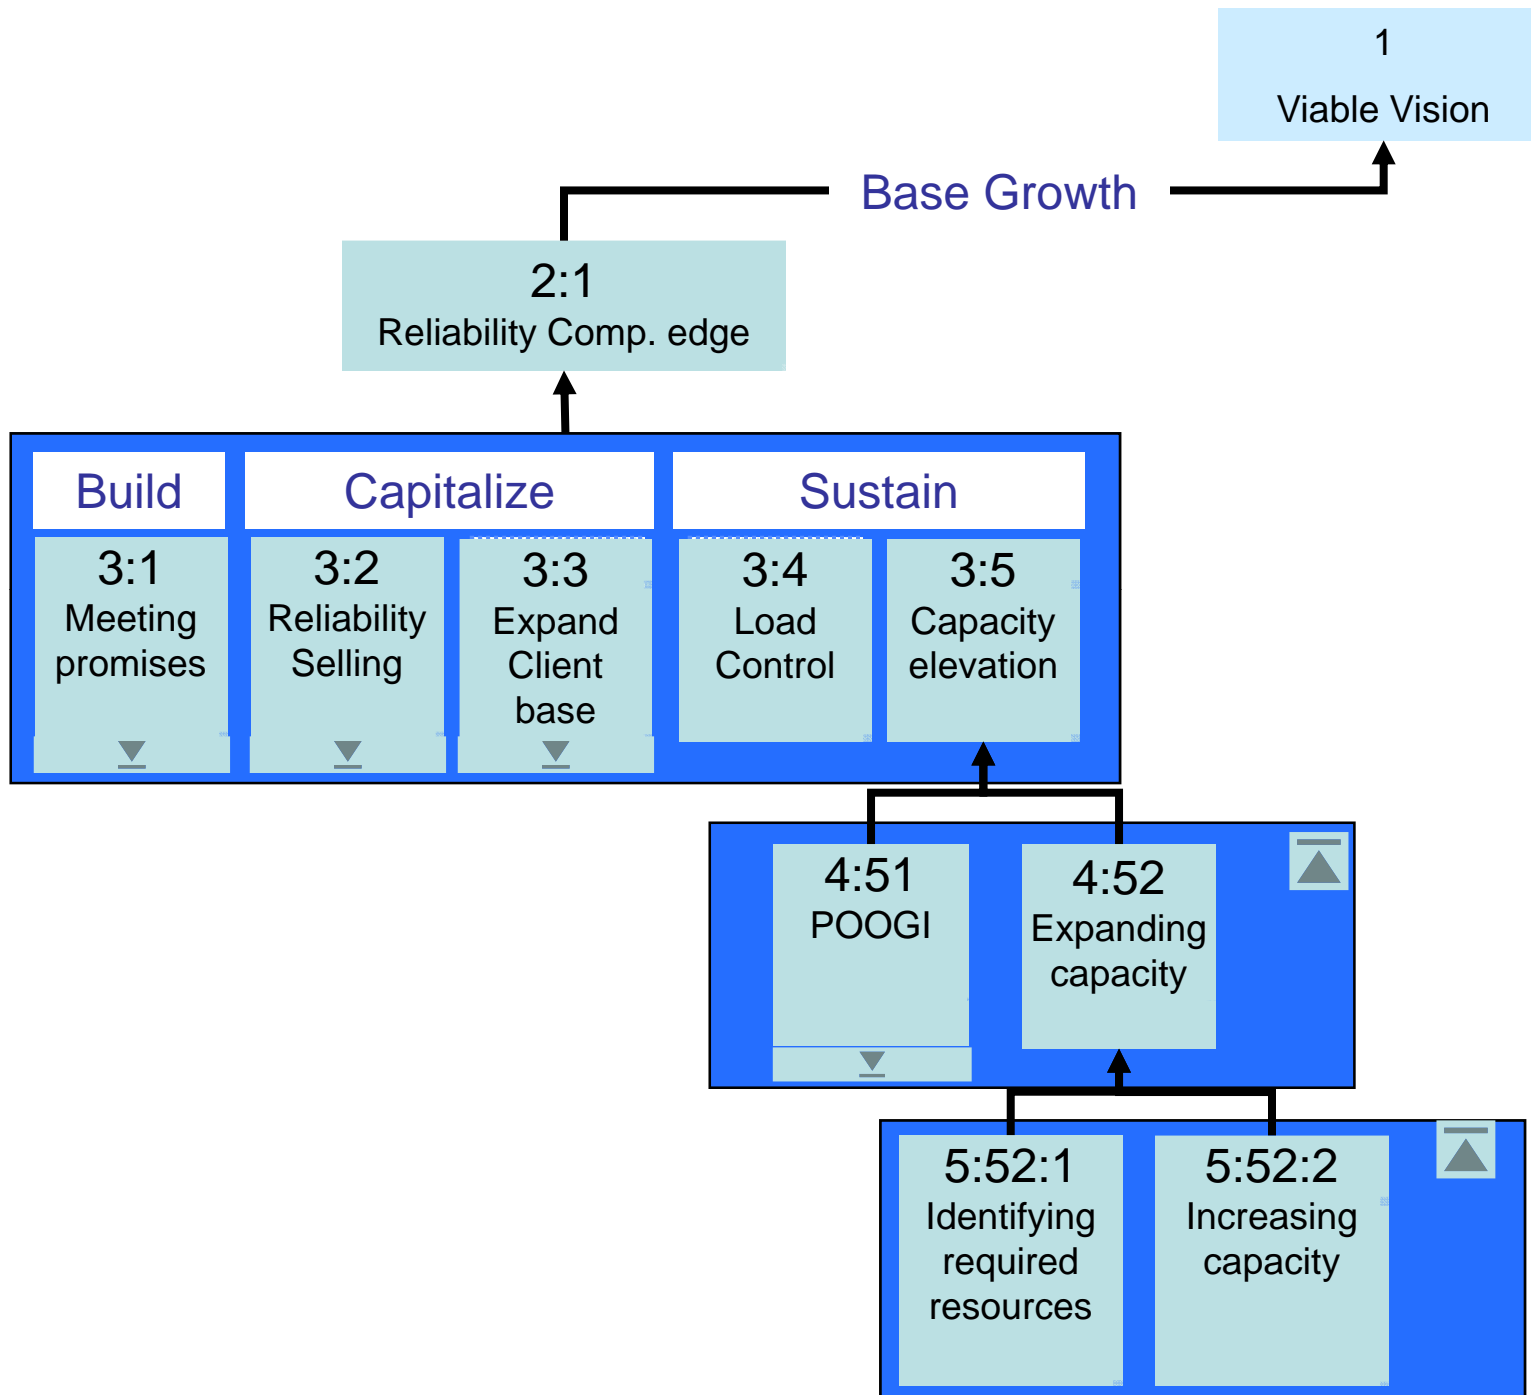 1
Viable Vision
Base Growth
2:1
Reliability Comp. edge
Build
Capitalize
Sustain
3:1
Meeting
promises
3:2
Reliability
Selling
3:3
Expand
Client
base
3:4
Load
Control
3:5
Capacity
elevation
4:51
POOGI
4:52
Expanding
capacity
5:52:1
Identifying
required
resources
5:52:2
Increasing
capacity